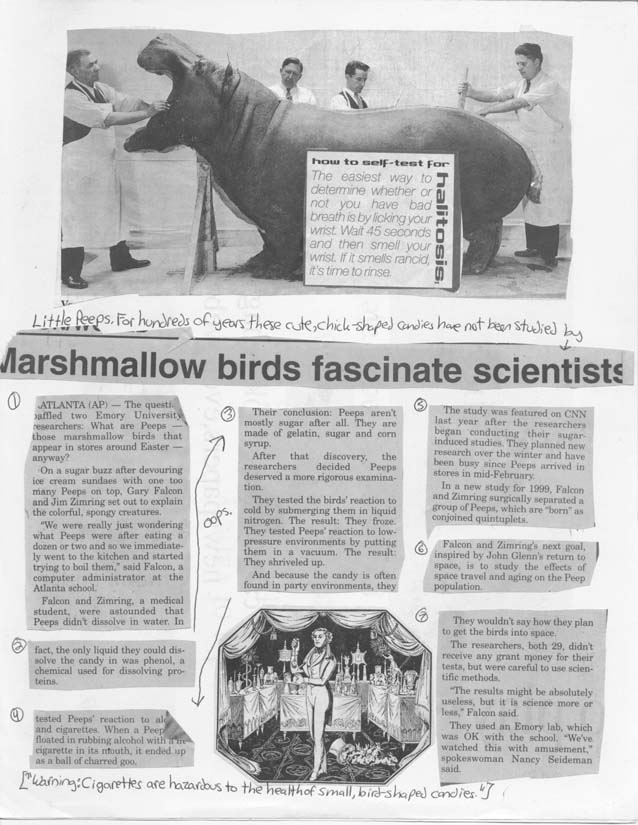 how to self-test for
halitosis,
The easiest way to
determine whether or
not you have bad
breath is by licking your
wrist. Wait 45 seconds
and then smell your
wrist. If it smells rancid,
it's time to rinse.
Little Peeps. For hundreds of years these cute, chick-shaped candies have not been studied by
Marshmallow birds fascinate scientists
1
ATLANTA (AP) — The questi
baffled two Emory University
researchers: What are Peeps —
those marshmallow birds that
appear in stores around Easter —
anyway?
On a sugar buzz after devouring
ice cream sundaes with one too
many Peeps on top, Gary Falcon
and Jim Zimring set out to explain
the colorful, spongy creatures.
"We were really just wondering
what Peeps were after eating a
dozen or two and so we immediate-
ly went to the kitchen and started
trying to boil them," said Falcon, a
computer administrator at the
Atlanta school.
Falcon and Zimring, a medical
student, were astounded that
Peeps didn't dissolve in water. In
2
fact, the only liquid they could dis-
solve the candy in was phenol, a
chemical used for dissolving pro-
teins.
oops.
3
Their conclusion: Peeps aren't
mostly sugar after all. They are
made of gelatin, sugar and corn
syrup.
After that discovery, the
researchers decided Peeps
deserved a more rigorous examina-
tion.
They tested the birds' reaction to
cold by submerging them in liquid
nitrogen. The result: They froze.
They tested Peeps' reaction to low-
pressure environments by putting
them in a vacuum. The result:
They shriveled up.
And because the candy is often
found in party environments, they
4
tested Peeps' reaction to alc
and cigarettes. When a Peep
floated in rubbing alcohol with a
cigarette in its mouth, it ended up
as a ball of charred goo.
5
The study was featured on CNN
last year after the researchers
began conducting their sugar-
induced studies. They planned new
research over the winter and have
been busy since Peeps arrived in
stores in mid-February.
In a new study for 1999, Falcon
and Zimring surgically separated a
group of Peeps, which are "born" as
conjoined quintuplets.
6
Falcon and Zimring's next goal,
inspired by John Glenn's return to
space, is to study the effects of
space travel and aging on the Peep
population.
8
They wouldn't say how they plan
to get the birds into space.
The researchers, both 29, didn't
receive any grant money for their
tests, but were careful to use scien-
tific methods.
"The results might be absolutely
useless, but it is science more or
less," Falcon said.
They used an Emory lab, which
was OK with the school. "We've
watched this with amusement,"
spokeswoman Nancy Seideman
said.
["Warning: Cigarettes are hazardous to the health of small, bird-shaped candies."]